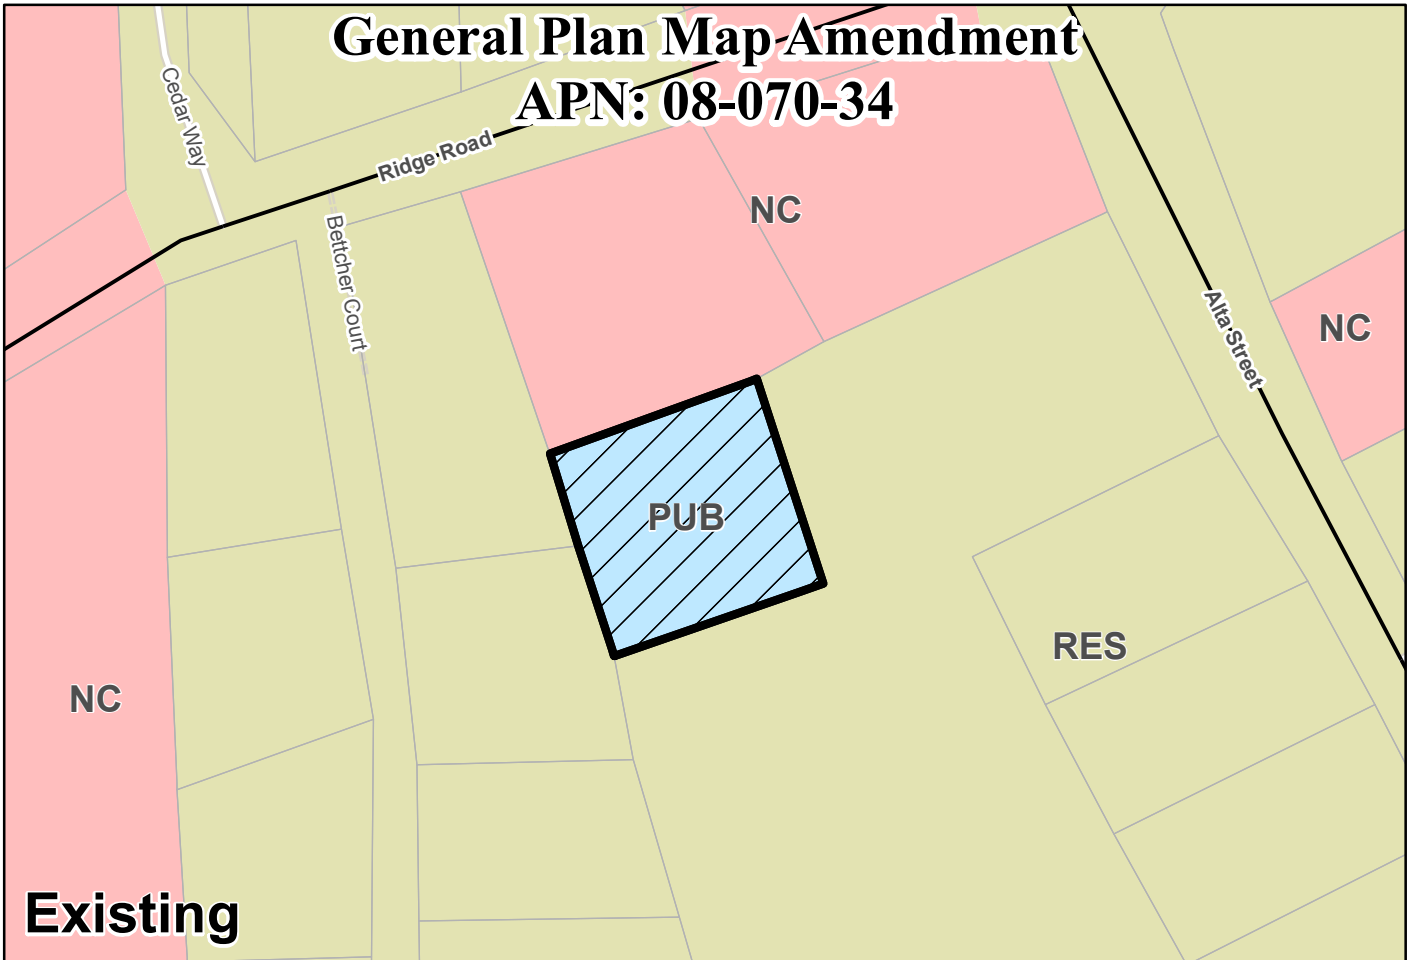 General Plan Map Amendment
APN: 08-070-34
Cedar Way
Ridge Road
Bettcher Court
NC
Alta Street
NC
PUB
RES
NC
Existing